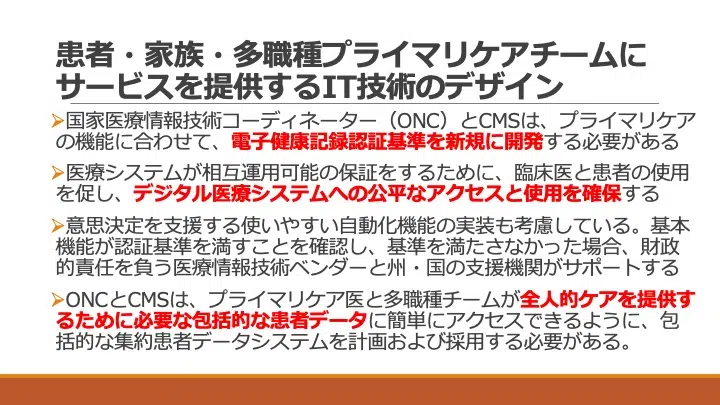 患者・家族・多職種プライマリケアチームに
サービスを提供するIT技術のデザイン
➢国家医療情報技術コーディネーター（ONC）とCMSは、プライマリケア
の機能に合わせて、電子健康記録認証基準を新規に開発する必要がある
➢医療システムが相互運用可能の保証をするために、臨床医と患者の使用
を促し、デジタル医療システムへの公平なアクセスと使用を確保する
➢意思決定を支援する使いやすい自動化機能の実装も考慮している。基本
機能が認証基準を満すことを確認し、基準を満たさなかった場合、財政
的責任を負う医療情報技術ベンダーと州・国の支援機関がサポートする
➢ONCとCMSは、プライマリケア医と多職種チームが全人的ケアを提供す
るために必要な包括的な患者データに簡単にアクセスできるように、包
括的な集約患者データシステムを計画および採用する必要がある。